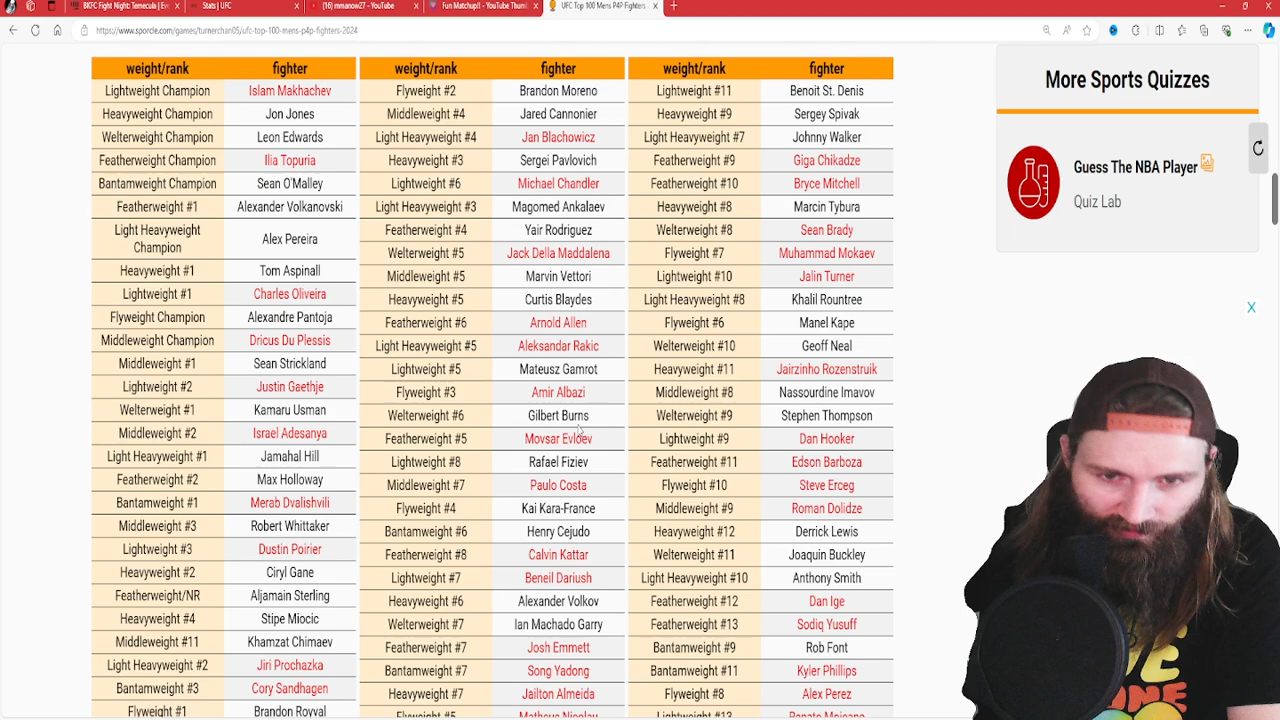 BKFC Fight Night: Temecula | Ev
Stats | UFC
(16) mmanow27 - YouTube
Fun Matchup!! - YouTube Thumb
UFC Top 100 Mens P4P Fighters
https://www.sporcle.com/games/turnerchan05/ufc-top-100-mens-p4p-fighters-2024
weight/rank fighter weight/rank fighter weight/rank fighter
Lightweight Champion Islam Makhachev Flyweight #2 Brandon Moreno Lightweight #11 Benoit St. Denis
Heavyweight Champion Jon Jones Middleweight #4 Jared Cannonier Heavyweight #9 Sergey Spivak
Welterweight Champion Leon Edwards Light Heavyweight #4 Jan Blachowicz Light Heavyweight #7 Johnny Walker
Featherweight Champion Ilia Topuria Heavyweight #3 Sergei Pavlovich Featherweight #9 Giga Chikadze
Bantamweight Champion Sean O'Malley Lightweight #6 Michael Chandler Featherweight #10 Bryce Mitchell
Featherweight #1 Alexander Volkanovski Light Heavyweight #3 Magomed Ankalaev Heavyweight #8 Marcin Tybura
Light Heavyweight Champion Alex Pereira Featherweight #4 Yair Rodriguez Welterweight #8 Sean Brady
Welterweight #5 Jack Della Maddalena Flyweight #7 Muhammad Mokaev
Heavyweight #1 Tom Aspinall Middleweight #5 Marvin Vettori Lightweight #10 Jalin Turner
Lightweight #1 Charles Oliveira Heavyweight #5 Curtis Blaydes Light Heavyweight #8 Khalil Rountree
Flyweight Champion Alexandre Pantoja Featherweight #6 Arnold Allen Flyweight #6 Manel Kape
Middleweight Champion Dricus Du Plessis Light Heavyweight #5 Aleksandar Rakic Welterweight #10 Geoff Neal
Middleweight #1 Sean Strickland Lightweight #5 Mateusz Gamrot Heavyweight #11 Jairzinho Rozenstruik
Lightweight #2 Justin Gaethje Flyweight #3 Amir Albazi Middleweight #8 Nassourdine Imavov
Welterweight #1 Kamaru Usman Welterweight #6 Gilbert Burns Welterweight #9 Stephen Thompson
Middleweight #2 Israel Adesanya Featherweight #5 Movsar Evloev Lightweight #9 Dan Hooker
Light Heavyweight #1 Jamahal Hill Lightweight #8 Rafael Fiziev Featherweight #11 Edson Barboza
Featherweight #2 Max Holloway Middleweight #7 Paulo Costa Flyweight #10 Steve Erceg
Bantamweight #1 Merab Dvalishvili Flyweight #4 Kai Kara-France Middleweight #9 Roman Dolidze
Middleweight #3 Robert Whittaker Bantamweight #6 Henry Cejudo Heavyweight #12 Derrick Lewis
Lightweight #3 Dustin Poirier Featherweight #8 Calvin Kattar Welterweight #11 Joaquin Buckley
Heavyweight #2 Ciryl Gane Lightweight #7 Beneil Dariush Light Heavyweight #10 Anthony Smith
Featherweight/NR Aljamain Sterling Heavyweight #6 Alexander Volkov Featherweight #12 Dan Ige
Heavyweight #4 Stipe Miocic Welterweight #7 Ian Machado Garry Featherweight #13 Sodiq Yusuff
Middleweight #11 Khamzat Chimaev Featherweight #7 Josh Emmett Bantamweight #9 Rob Font
Light Heavyweight #2 Jiri Prochazka Bantamweight #7 Song Yadong Bantamweight #11 Kyler Phillips
Bantamweight #3 Cory Sandhagen Heavyweight #7 Jailton Almeida Flyweight #8 Alex Perez
Flyweight #1 Brandon Royval Flyweight #5 Matheus Nicolau Lightweight #13 Renato Moicano
More Sports Quizzes
Guess The NBA Player
Quiz Lab
X